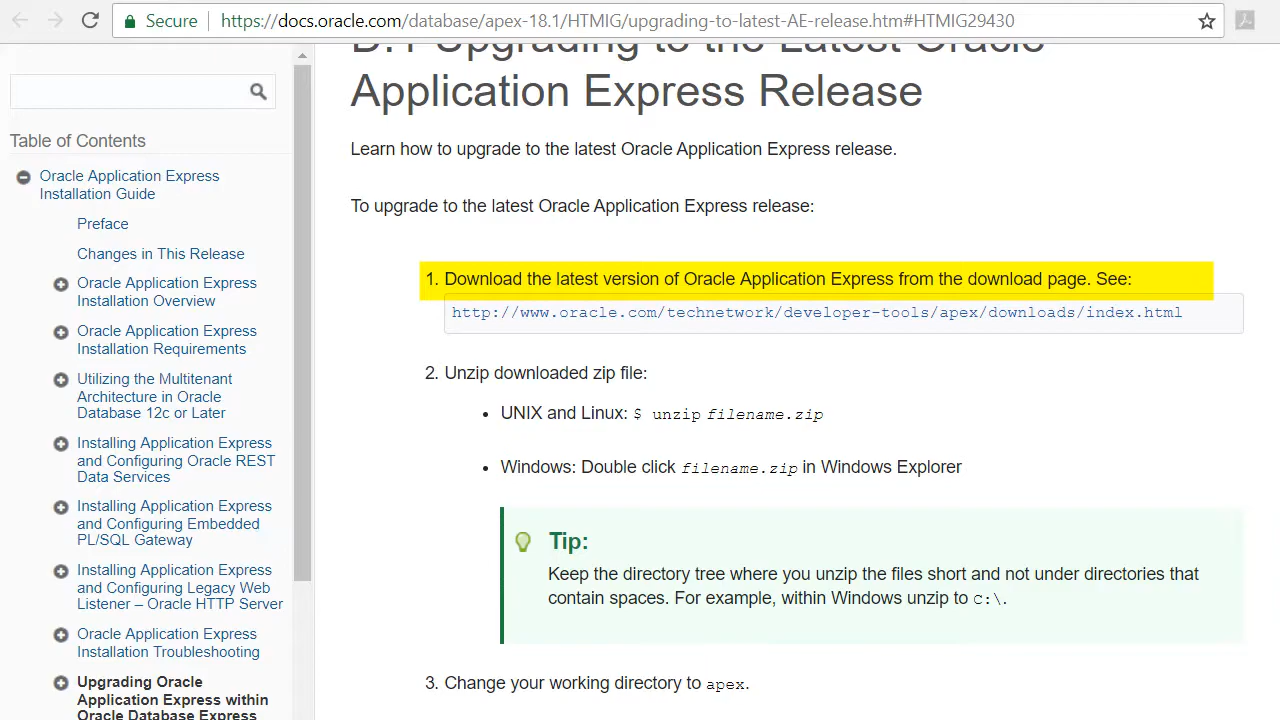 Secure https://docs.oracle.com/database/apex-18.1/HTMIG/upgrading-to-latest-AE-release.htm#HTMIG29430
Table of Contents
Oracle Application Express
Installation Guide
Preface
Changes in This Release
Oracle Application Express
Installation Overview
Oracle Application Express
Installation Requirements
Utilizing the Multitenant
Architecture in Oracle
Database 12c or Later
Installing Application Express
and Configuring Oracle REST
Data Services
Installing Application Express
and Configuring Embedded
PL/SQL Gateway
Installing Application Express
and Configuring Legacy Web
Listener – Oracle HTTP Server
Oracle Application Express
Installation Troubleshooting
Upgrading Oracle
Application Express within
Oracle Database Express
Upgrading to the Latest Oracle
Application Express Release
Learn how to upgrade to the latest Oracle Application Express release.
To upgrade to the latest Oracle Application Express release:
1. Download the latest version of Oracle Application Express from the download page. See:
http://www.oracle.com/technetwork/developer-tools/apex/downloads/index.html
2. Unzip downloaded zip file:
• UNIX and Linux: $ unzip filename.zip
• Windows: Double click filename.zip in Windows Explorer
Tip:
Keep the directory tree where you unzip the files short and not under directories that
contain spaces. For example, within Windows unzip to C:\.
3. Change your working directory to apex.